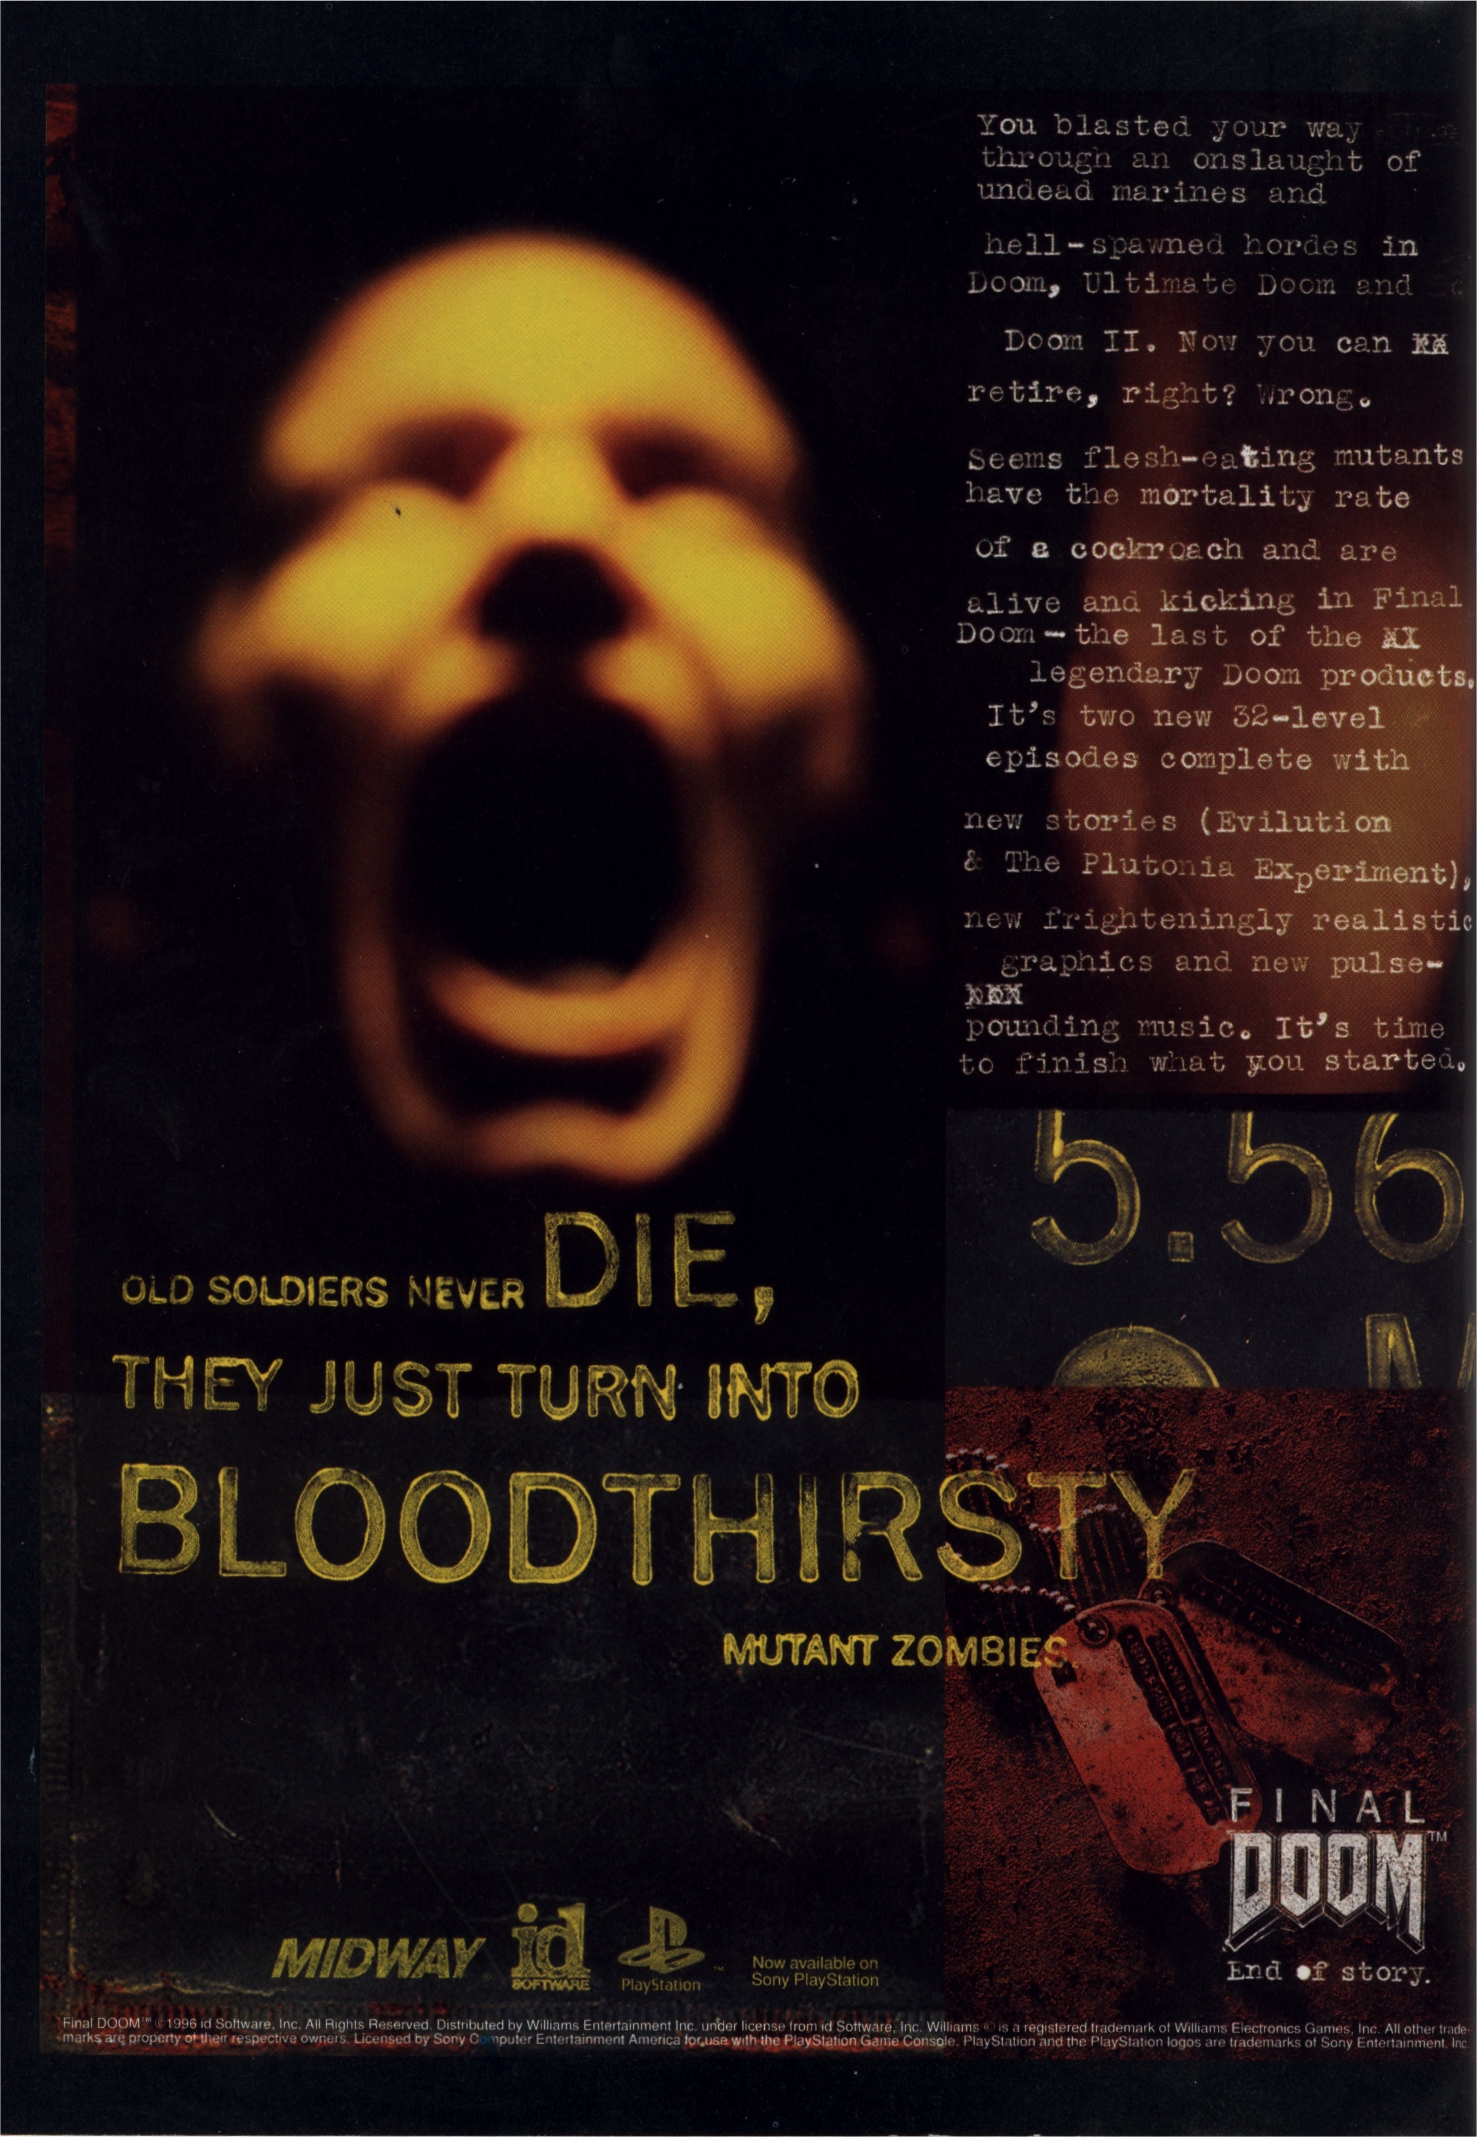 You blasted your way
through an onslaught of
undead marines and
hell-spawned hordes in
Doom, Ultimate Doom and
Doom II. Now you can
retire, right? Wrong.
Seems flesh-eating mutants
have the mortality rate
of a cockroach and are
alive and kicking in Final
Doom-the last of the
legendary Doom products.
It's two new 32-level
episodes complete with
new stories (Evilution
& The Plutonia Experiment),
new frighteningly realistic
graphics and new pulse-
pounding music. It's time
to finish what you started.
5.56
M
OLD SOLDIERS NEVER DIE,
THEY JUST TURN INTO
BLOODTHIRSTY
MUTANT ZOMBIES.
FINAL
DOOM™
End of story.
MIDWAY
id
SOFTWARE
PlayStation ™
Now available on
Sony PlayStation
Final DOOM™ © 1996 id Software, Inc. All Rights Reserved. Distributed by Williams Entertainment Inc. under license from id Software, Inc. Williams © is a registered trademark of Williams Electronics Games, Inc. All other trade-
marks are property of their respective owners. Licensed by Sony Computer Entertainment America for use with the PlayStation Game Console. PlayStation and the PlayStation logos are trademarks of Sony Entertainment. Inc